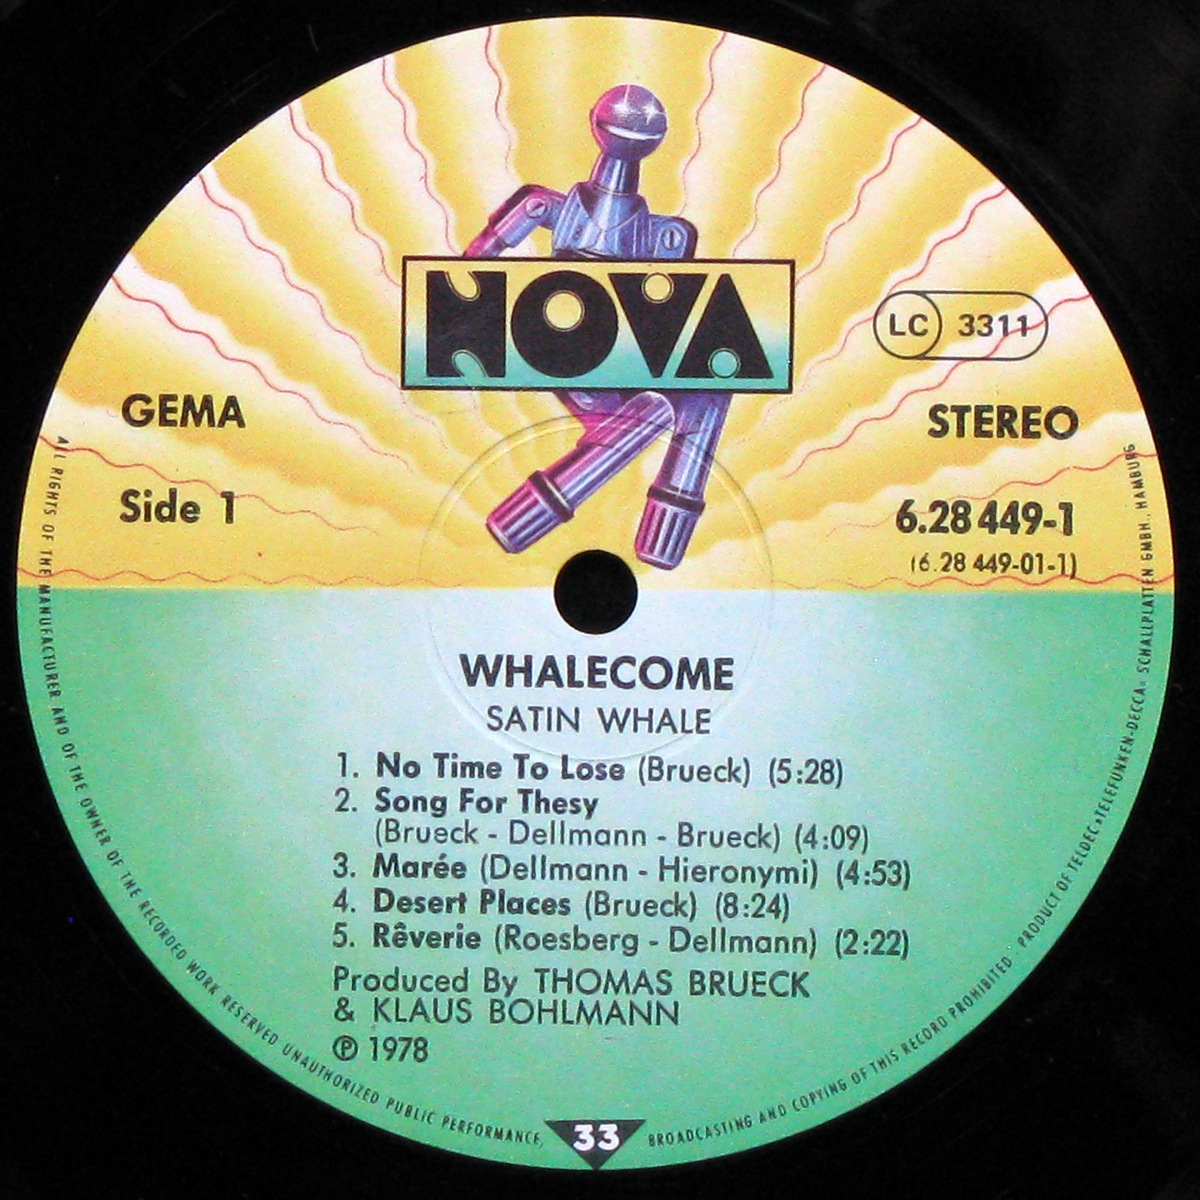 NOVA
LC 3311
GEMA
STEREO
Side 1
6.28 449-1
(6.28 449-01-1)
WHALECOME
SATIN WHALE
1. No Time To Lose (Brueck) (5:28)
2. Song For Thesy
(Brueck - Dellmann - Brueck) (4:09)
3. Marée (Dellmann - Hieronymi) (4:53)
4. Desert Places (Brueck) (8:24)
5. Rêverie (Roesberg - Dellmann) (2:22)
Produced By THOMAS BRUECK
& KLAUS BOHLMANN
℗ 1978
33
ALL RIGHTS OF THE MANUFACTURER AND OF THE OWNER OF THE RECORDED WORK RESERVED UNAUTHORIZED PUBLIC PERFORMANCE, BROADCASTING AND COPYING OF THIS RECORD PROHIBITED · PRODUCT OF TELDEC »TELEFUNKEN-DECCA« SCHALLPLATTEN GMBH., HAMBURG